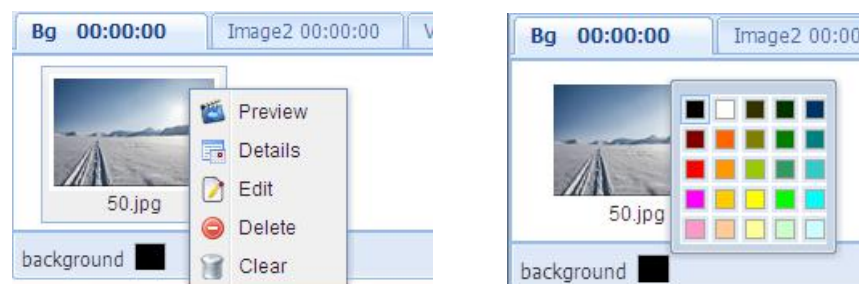 Bg 00:00:00 Image2 00:00:00
Preview
Details
Edit
Delete
Clear
50.jpg
background
Bg 00:00:00 Image2 00:00
50.jpg
background